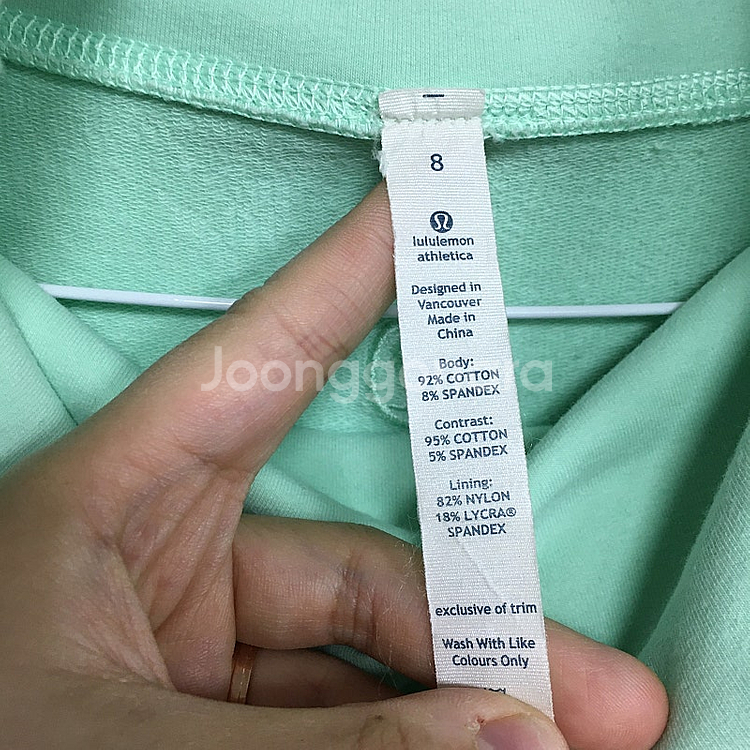 8
lululemon
athletica
Designed in
Vancouver
Made in
China
Body:
92% COTTON
8% SPANDEX
Contrast:
95% COTTON
5% SPANDEX
Lining:
82% NYLON
18% LYCRA®
SPANDEX
exclusive of trim
Wash With Like
Colours Only